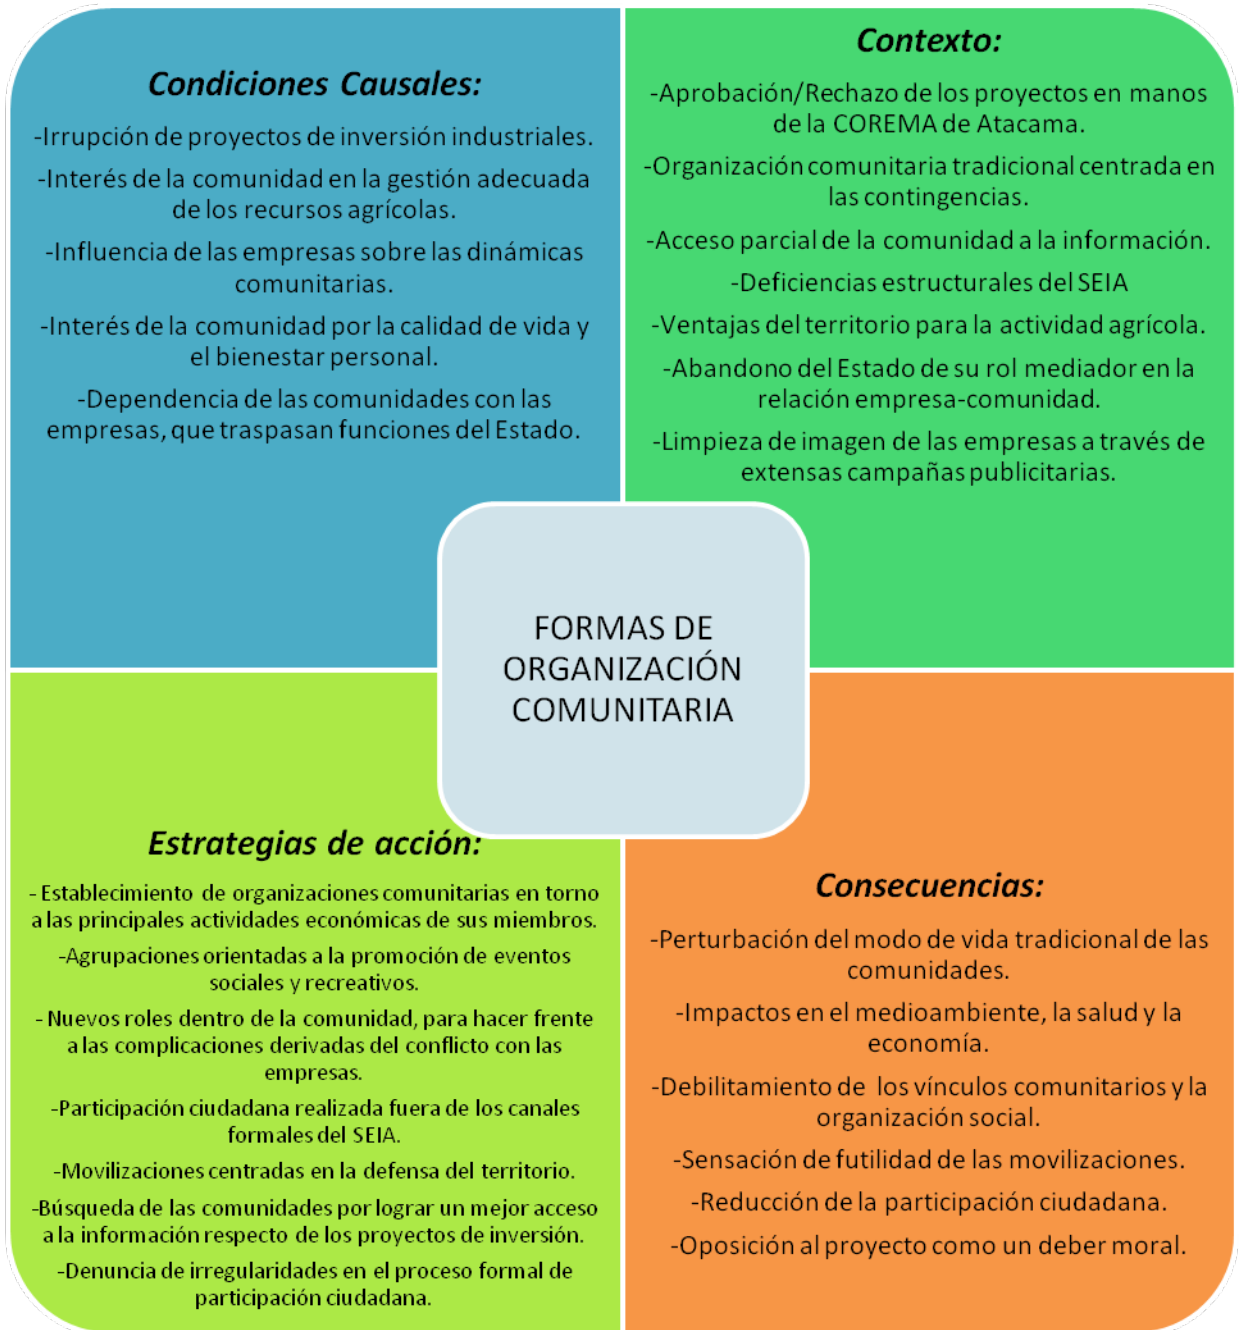 Condiciones Causales:
-Irrupción de proyectos de inversión industriales.
-Interés de la comunidad en la gestión adecuada
de los recursos agrícolas.
-Influencia de las empresas sobre las dinámicas
comunitarias.
-Interés de la comunidad por la calidad de vida y
el bienestar personal.
-Dependencia de las comunidades con las
empresas, que traspasan funciones del Estado.
Contexto:
-Aprobación/Rechazo de los proyectos en manos
de la COREMA de Atacama.
-Organización comunitaria tradicional centrada en
las contingencias.
-Acceso parcial de la comunidad a la información.
-Deficiencias estructurales del SEIA
-Ventajas del territorio para la actividad agrícola.
-Abandono del Estado de su rol mediador en la
relación empresa-comunidad.
-Limpieza de imagen de las empresas a través de
extensas campañas publicitarias.
FORMAS DE
ORGANIZACIÓN
COMUNITARIA
Estrategias de acción:
- Establecimiento de organizaciones comunitarias en torno
a las principales actividades económicas de sus miembros.
-Agrupaciones orientadas a la promoción de eventos
sociales y recreativos.
- Nuevos roles dentro de la comunidad, para hacer frente
a las complicaciones derivadas del conflicto con las
empresas.
-Participación ciudadana realizada fuera de los canales
formales del SEIA.
-Movilizaciones centradas en la defensa del territorio.
-Búsqueda de las comunidades por lograr un mejor acceso
a la información respecto de los proyectos de inversión.
-Denuncia de irregularidades en el proceso formal de
participación ciudadana.
Consecuencias:
-Perturbación del modo de vida tradicional de las
comunidades.
-Impactos en el medioambiente, la salud y la
economía.
-Debilitamiento de los vínculos comunitarios y la
organización social.
-Sensación de futilidad de las movilizaciones.
-Reducción de la participación ciudadana.
-Oposición al proyecto como un deber moral.